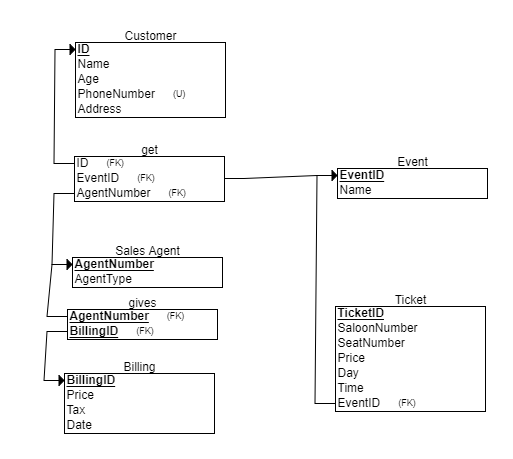 Customer
ID
Name
Age
PhoneNumber (U)
Address
get
ID (FK)
EventID (FK)
AgentNumber (FK)
Event
EventID
Name
Sales Agent
AgentNumber
AgentType
gives
AgentNumber (FK)
BillingID (FK)
Ticket
TicketID
SaloonNumber
SeatNumber
Price
Day
Time
EventID (FK)
Billing
BillingID
Price
Tax
Date